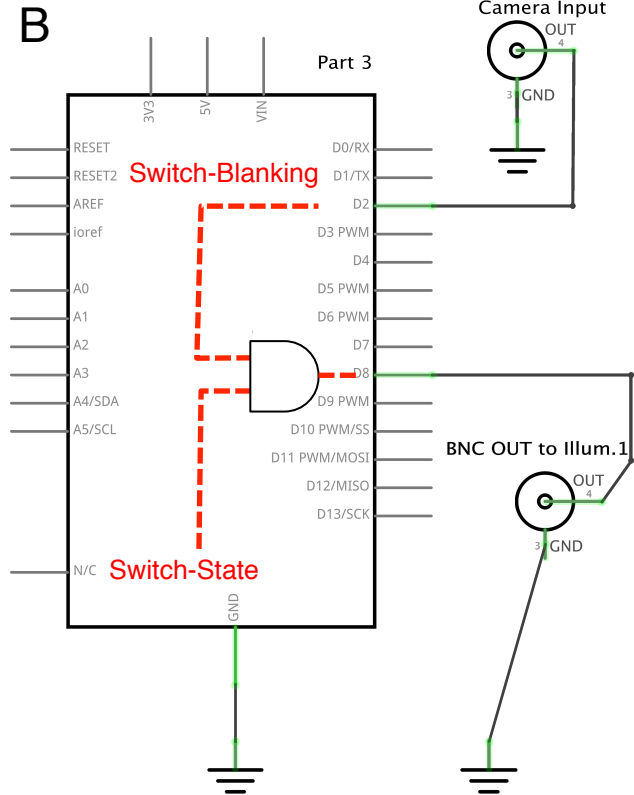 B
Camera Input
OUT
4
3
GND
Part 3
3V3
5V
VIN
RESET
RESET2
AREF
ioref
A0
A1
A2
A3
A4/SDA
A5/SCL
N/C
Switch-Blanking
Switch-State
D0/RX
D1/TX
D2
D3 PWM
D4
D5 PWM
D6 PWM
D7
D8
D9 PWM
D10 PWM/SS
D11 PWM/MOSI
D12/MISO
D13/SCK
GND
BNC OUT to Illum.1
OUT
4
3
GND